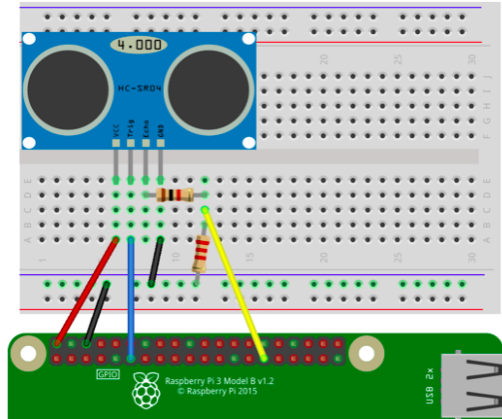 4.000
HC-SR04
VCC
Trig
Echo
GND
20
25
30
J
I
H
G
F
E
D
C
B
A
1
10
15
20
25
30
GPIO
Raspberry Pi 3 Model B v1.2
© Raspberry Pi 2015
USB 2x